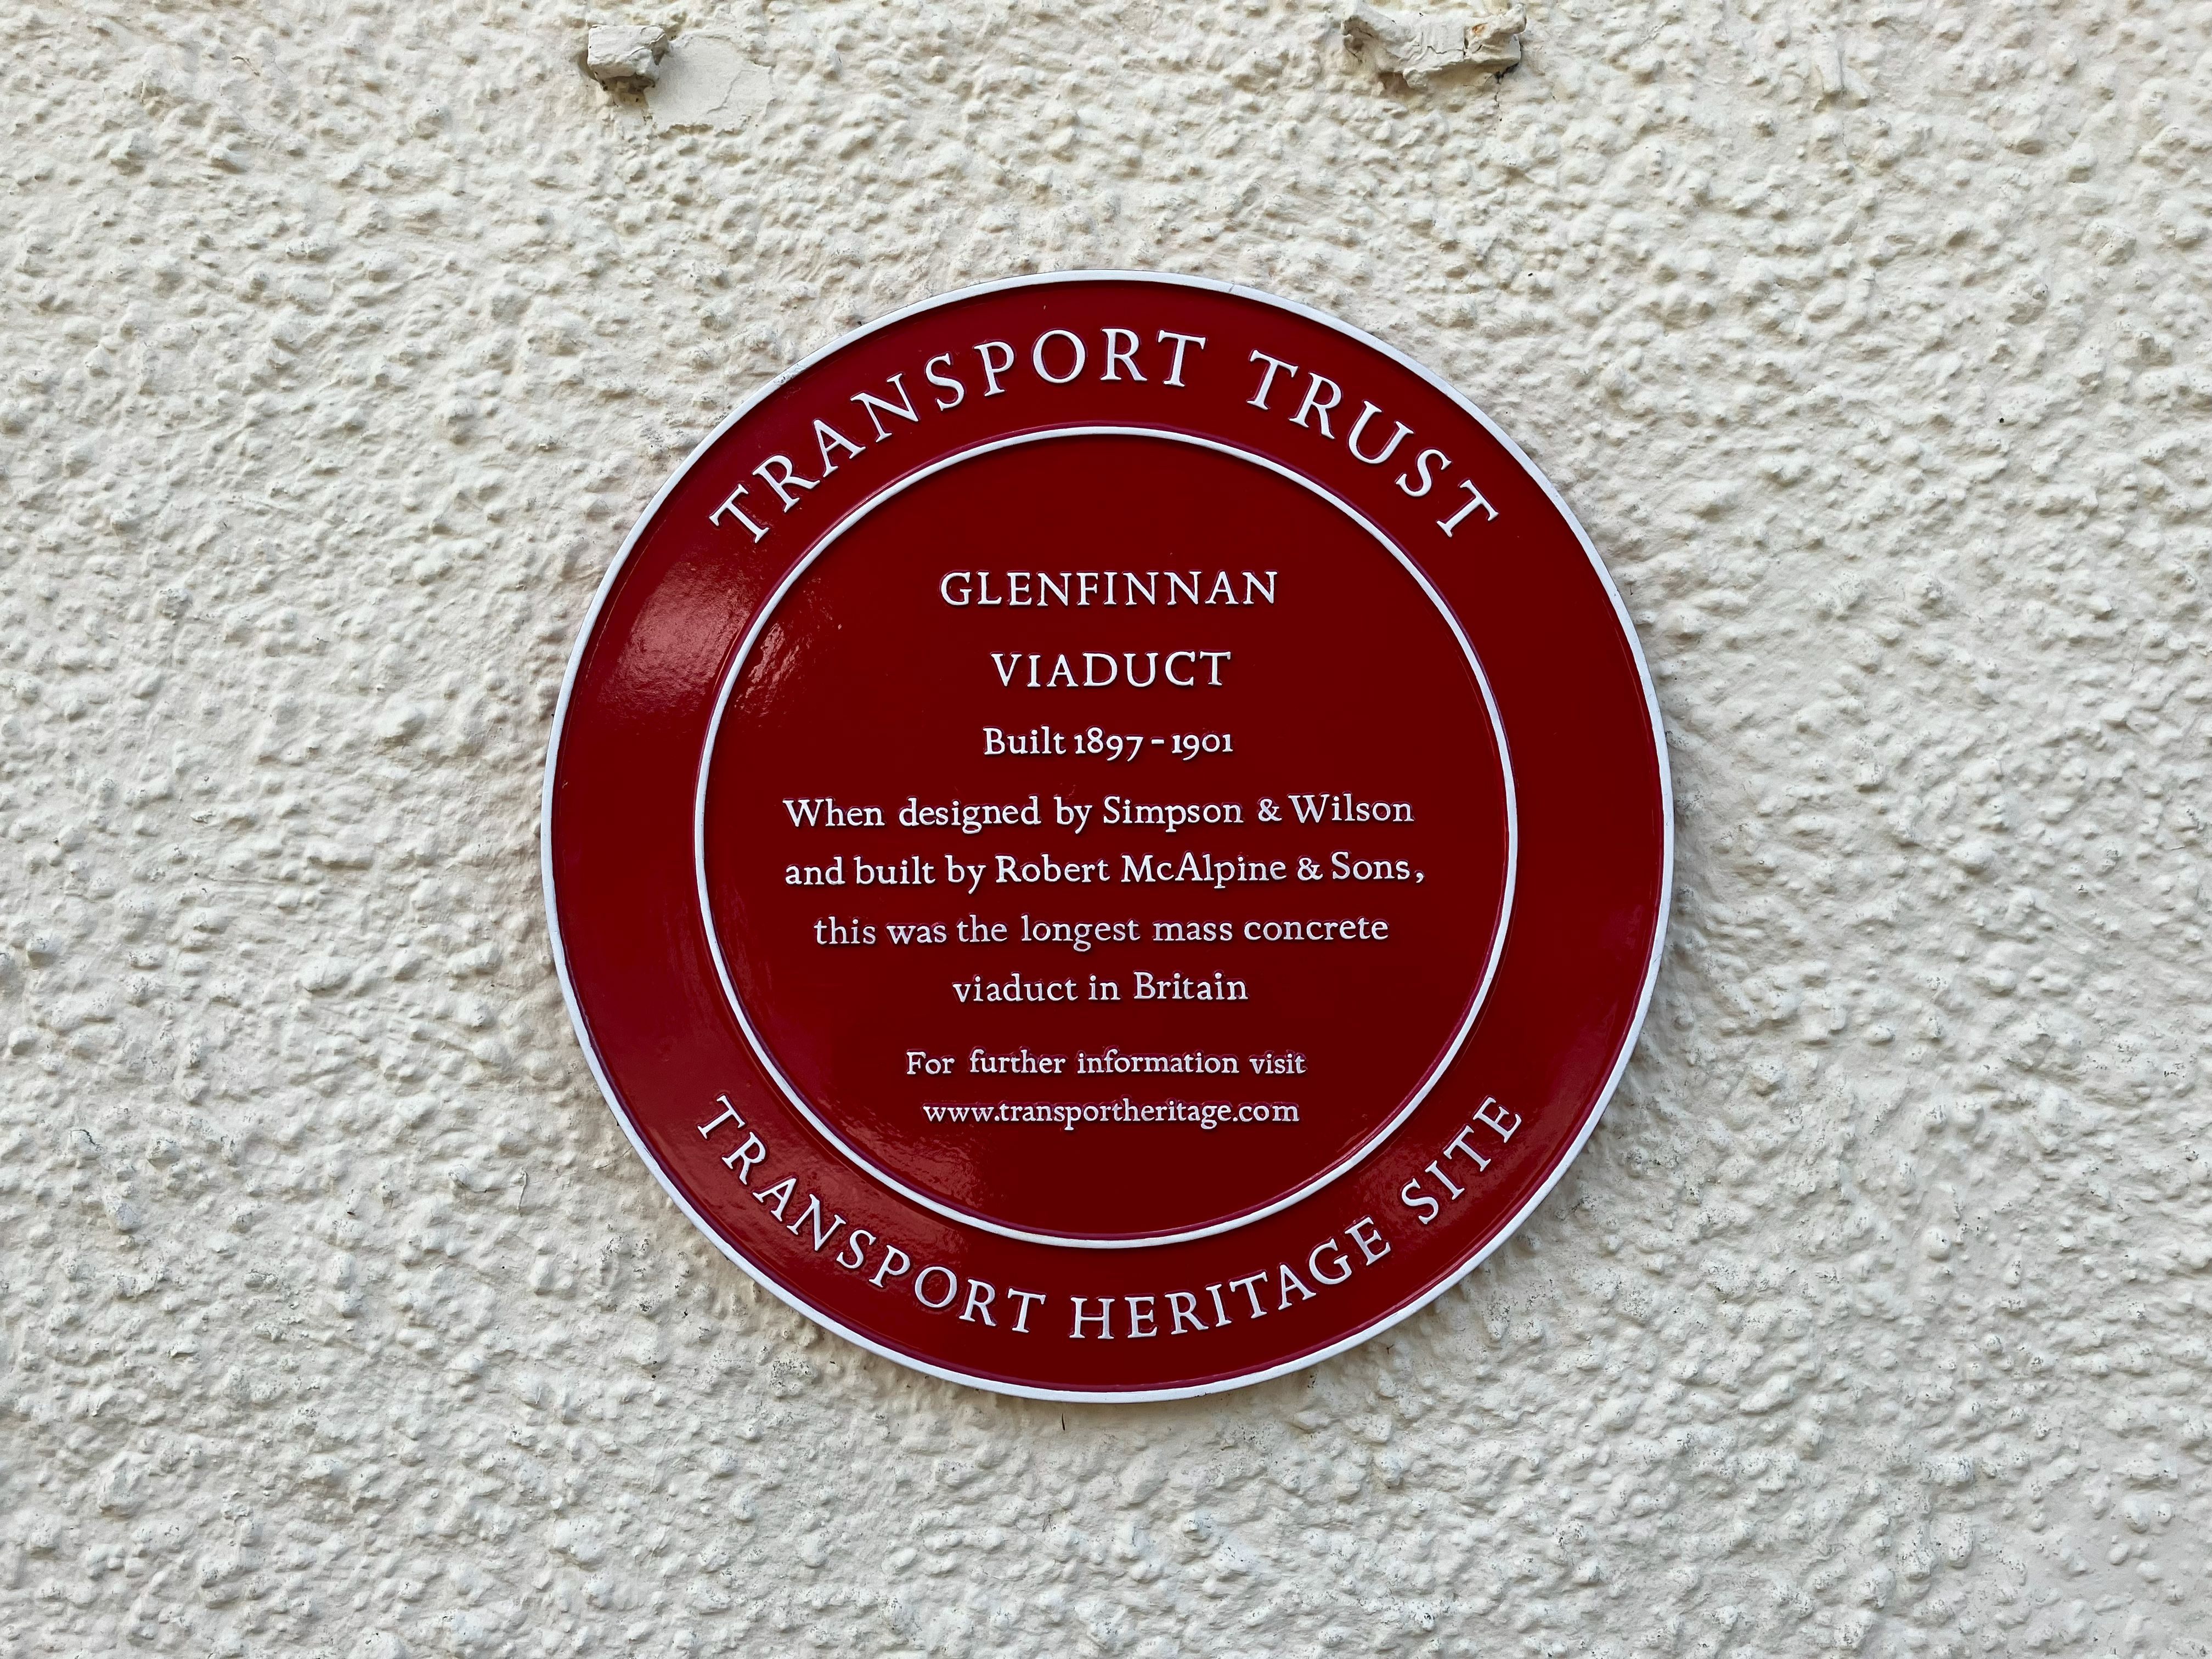 TRANSPORT TRUST
GLENFINNAN
VIADUCT
Built 1897-1901
When designed by Simpson & Wilson
and built by Robert McAlpine & Sons,
this was the longest mass concrete
viaduct in Britain
For further information visit
www.transportheritage.com
TRANSPORT HERITAGE SITE